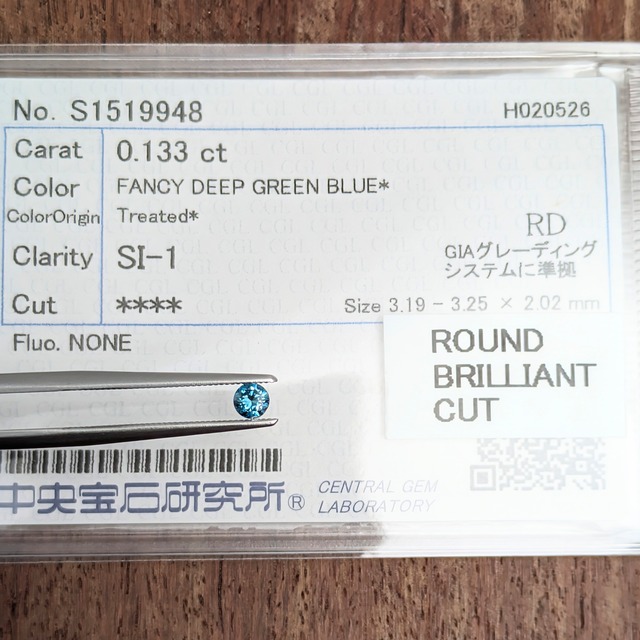 No. S1519948 H020526
Carat 0.133 ct
Color FANCY DEEP GREEN BLUE*
ColorOrigin Treated*
RD
Clarity SI-1
GIAグレーディング
システムに準拠
Cut ****
Size 3.19 - 3.25 × 2.02 mm
Fluo. NONE
ROUND
BRILLIANT
CUT
中央宝石研究所®
CENTRAL GEM
LABORATORY